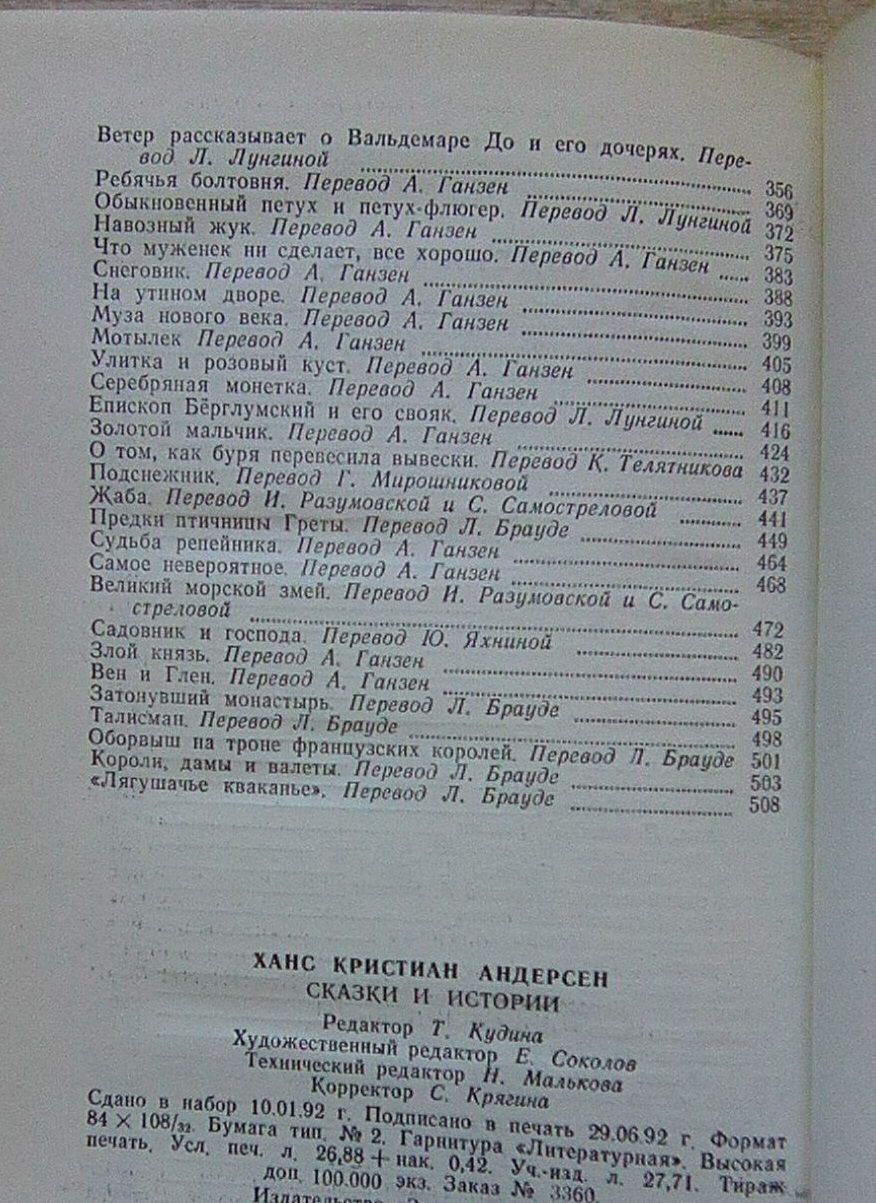 Ветер рассказывает о Вальдемаре До и его дочерях. Пере-
вод Л. Лунгиной ........ 356
Ребячья болтовня. Перевод А. Ганзен ........ 369
Обыкновенный петух и петух-флюгер. Перевод Л. Лунгиной 372
Навозный жук. Перевод А. Ганзен ........ 375
Что муженек ни сделает, все хорошо. Перевод А. Ганзен ...... 383
Снеговик. Перевод А. Ганзен ........ 388
На утином дворе. Перевод А. Ганзен ........ 393
Муза нового века. Перевод А. Ганзен ........ 399
Мотылек Перевод А. Ганзен ........ 405
Улитка и розовый куст. Перевод А. Ганзен ........ 408
Серебряная монетка. Перевод А. Ганзен ........ 411
Епископ Бёрглумский и его свояк. Перевод Л. Лунгиной ...... 416
Золотой мальчик. Перевод А. Ганзен ........ 424
О том, как буря перевесила вывески. Перевод К. Телятникова 432
Подснежник. Перевод Г. Мирошниковой ........ 437
Жаба. Перевод И. Разумовской и С. Самостреловой ........ 441
Предки птичницы Греты. Перевод Л. Брауде ........ 449
Судьба репейника. Перевод А. Ганзен ........ 464
Самое невероятное. Перевод А. Ганзен ........ 468
Великий морской змей. Перевод И. Разумовской и С. Само-
стреловой ........ 472
Садовник и господа. Перевод Ю. Яхниной ........ 482
Злой князь. Перевод А. Ганзен ........ 490
Вен и Глен. Перевод А. Ганзен ........ 493
Затонувший монастырь. Перевод Л. Брауде ........ 495
Талисман. Перевод Л. Брауде ........ 498
Оборвыш на троне французских королей. Перевод Л. Брауде 501
Короли, дамы и валеты. Перевод Л. Брауде ........ 503
«Лягушачье кваканье». Перевод Л. Брауде ........ 508
ХАНС КРИСТИАН АНДЕРСЕН
СКАЗКИ И ИСТОРИИ
Редактор Т. Кудина
Художественный редактор Е. Соколов
Технический редактор Н. Малькова
Корректор С. Крягина
Сдано в набор 10.01.92 г. Подписано в печать 29.06.92 г. Формат
84 × 108/32. Бумага тип. № 2. Гарнитура «Литературная». Высокая
печать. Усл. печ. л. 26,88 + нак. 0,42. Уч.-изд. л. 27,71. Тираж
доп. 100.000 экз. Заказ № 3360.
Издательство